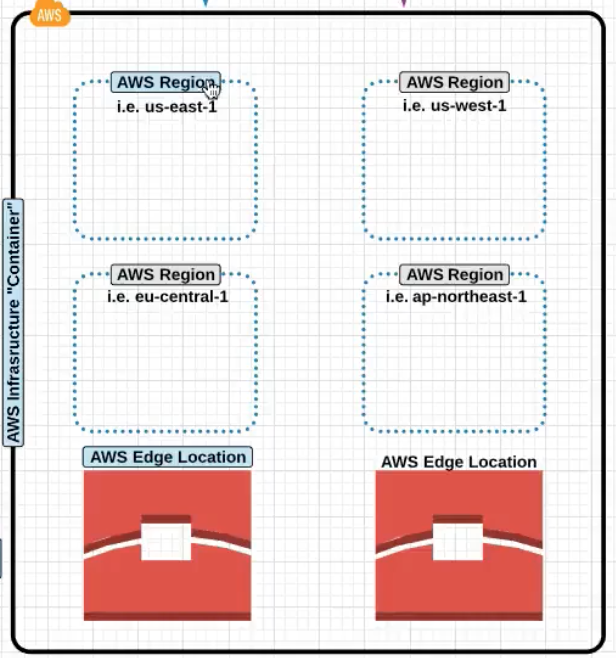 AWS
AWS Region
i.e. us-east-1
AWS Region
i.e. us-west-1
AWS Infrasructure "Container"
AWS Region
i.e. eu-central-1
AWS Region
i.e. ap-northeast-1
AWS Edge Location
AWS Edge Location